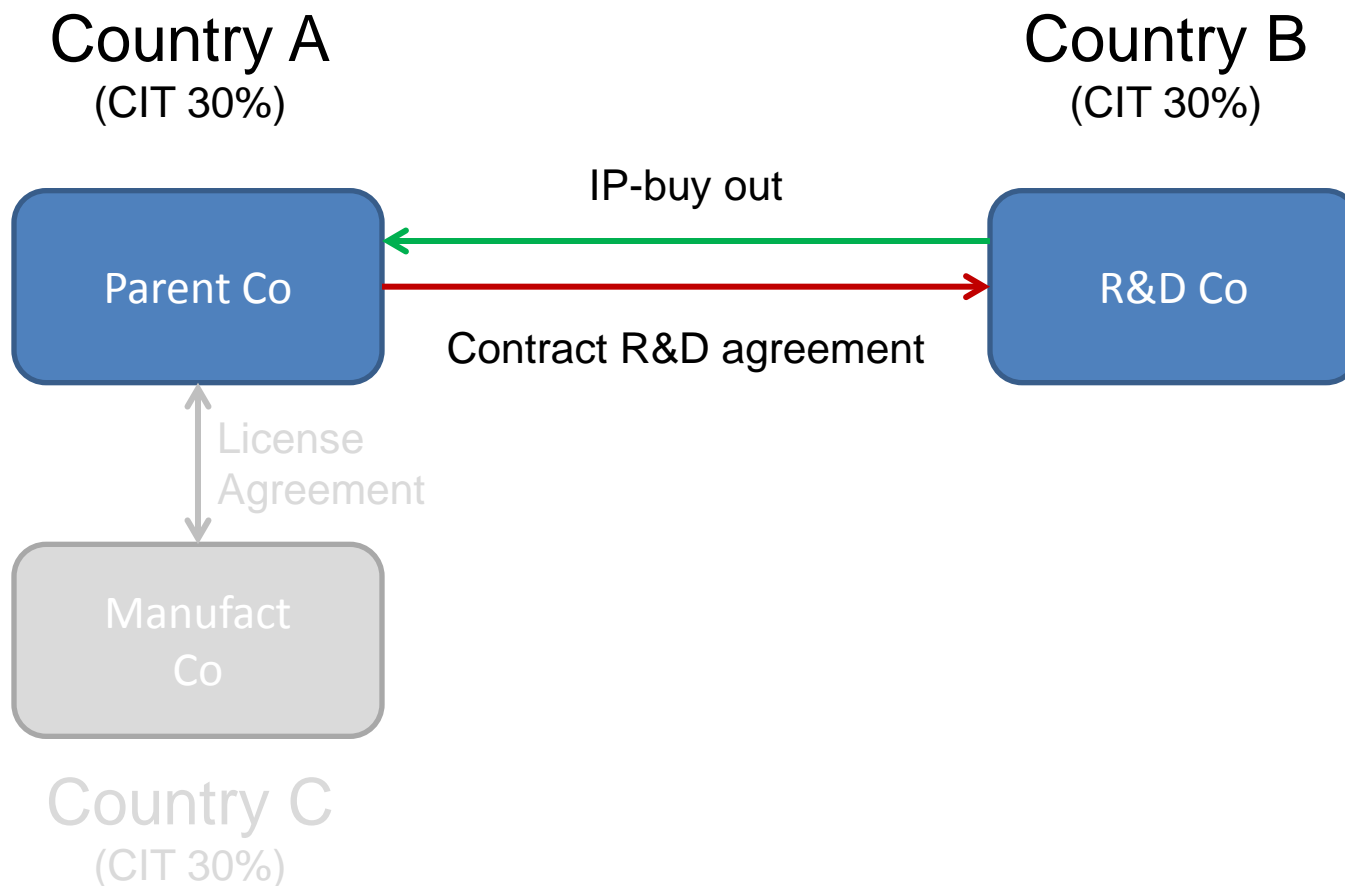 Country A
(CIT 30%)
Country B
(CIT 30%)
IP-buy out
Parent Co
R&D Co
Contract R&D agreement
License
Agreement
Manufact
Co
Country C
(CIT 30%)